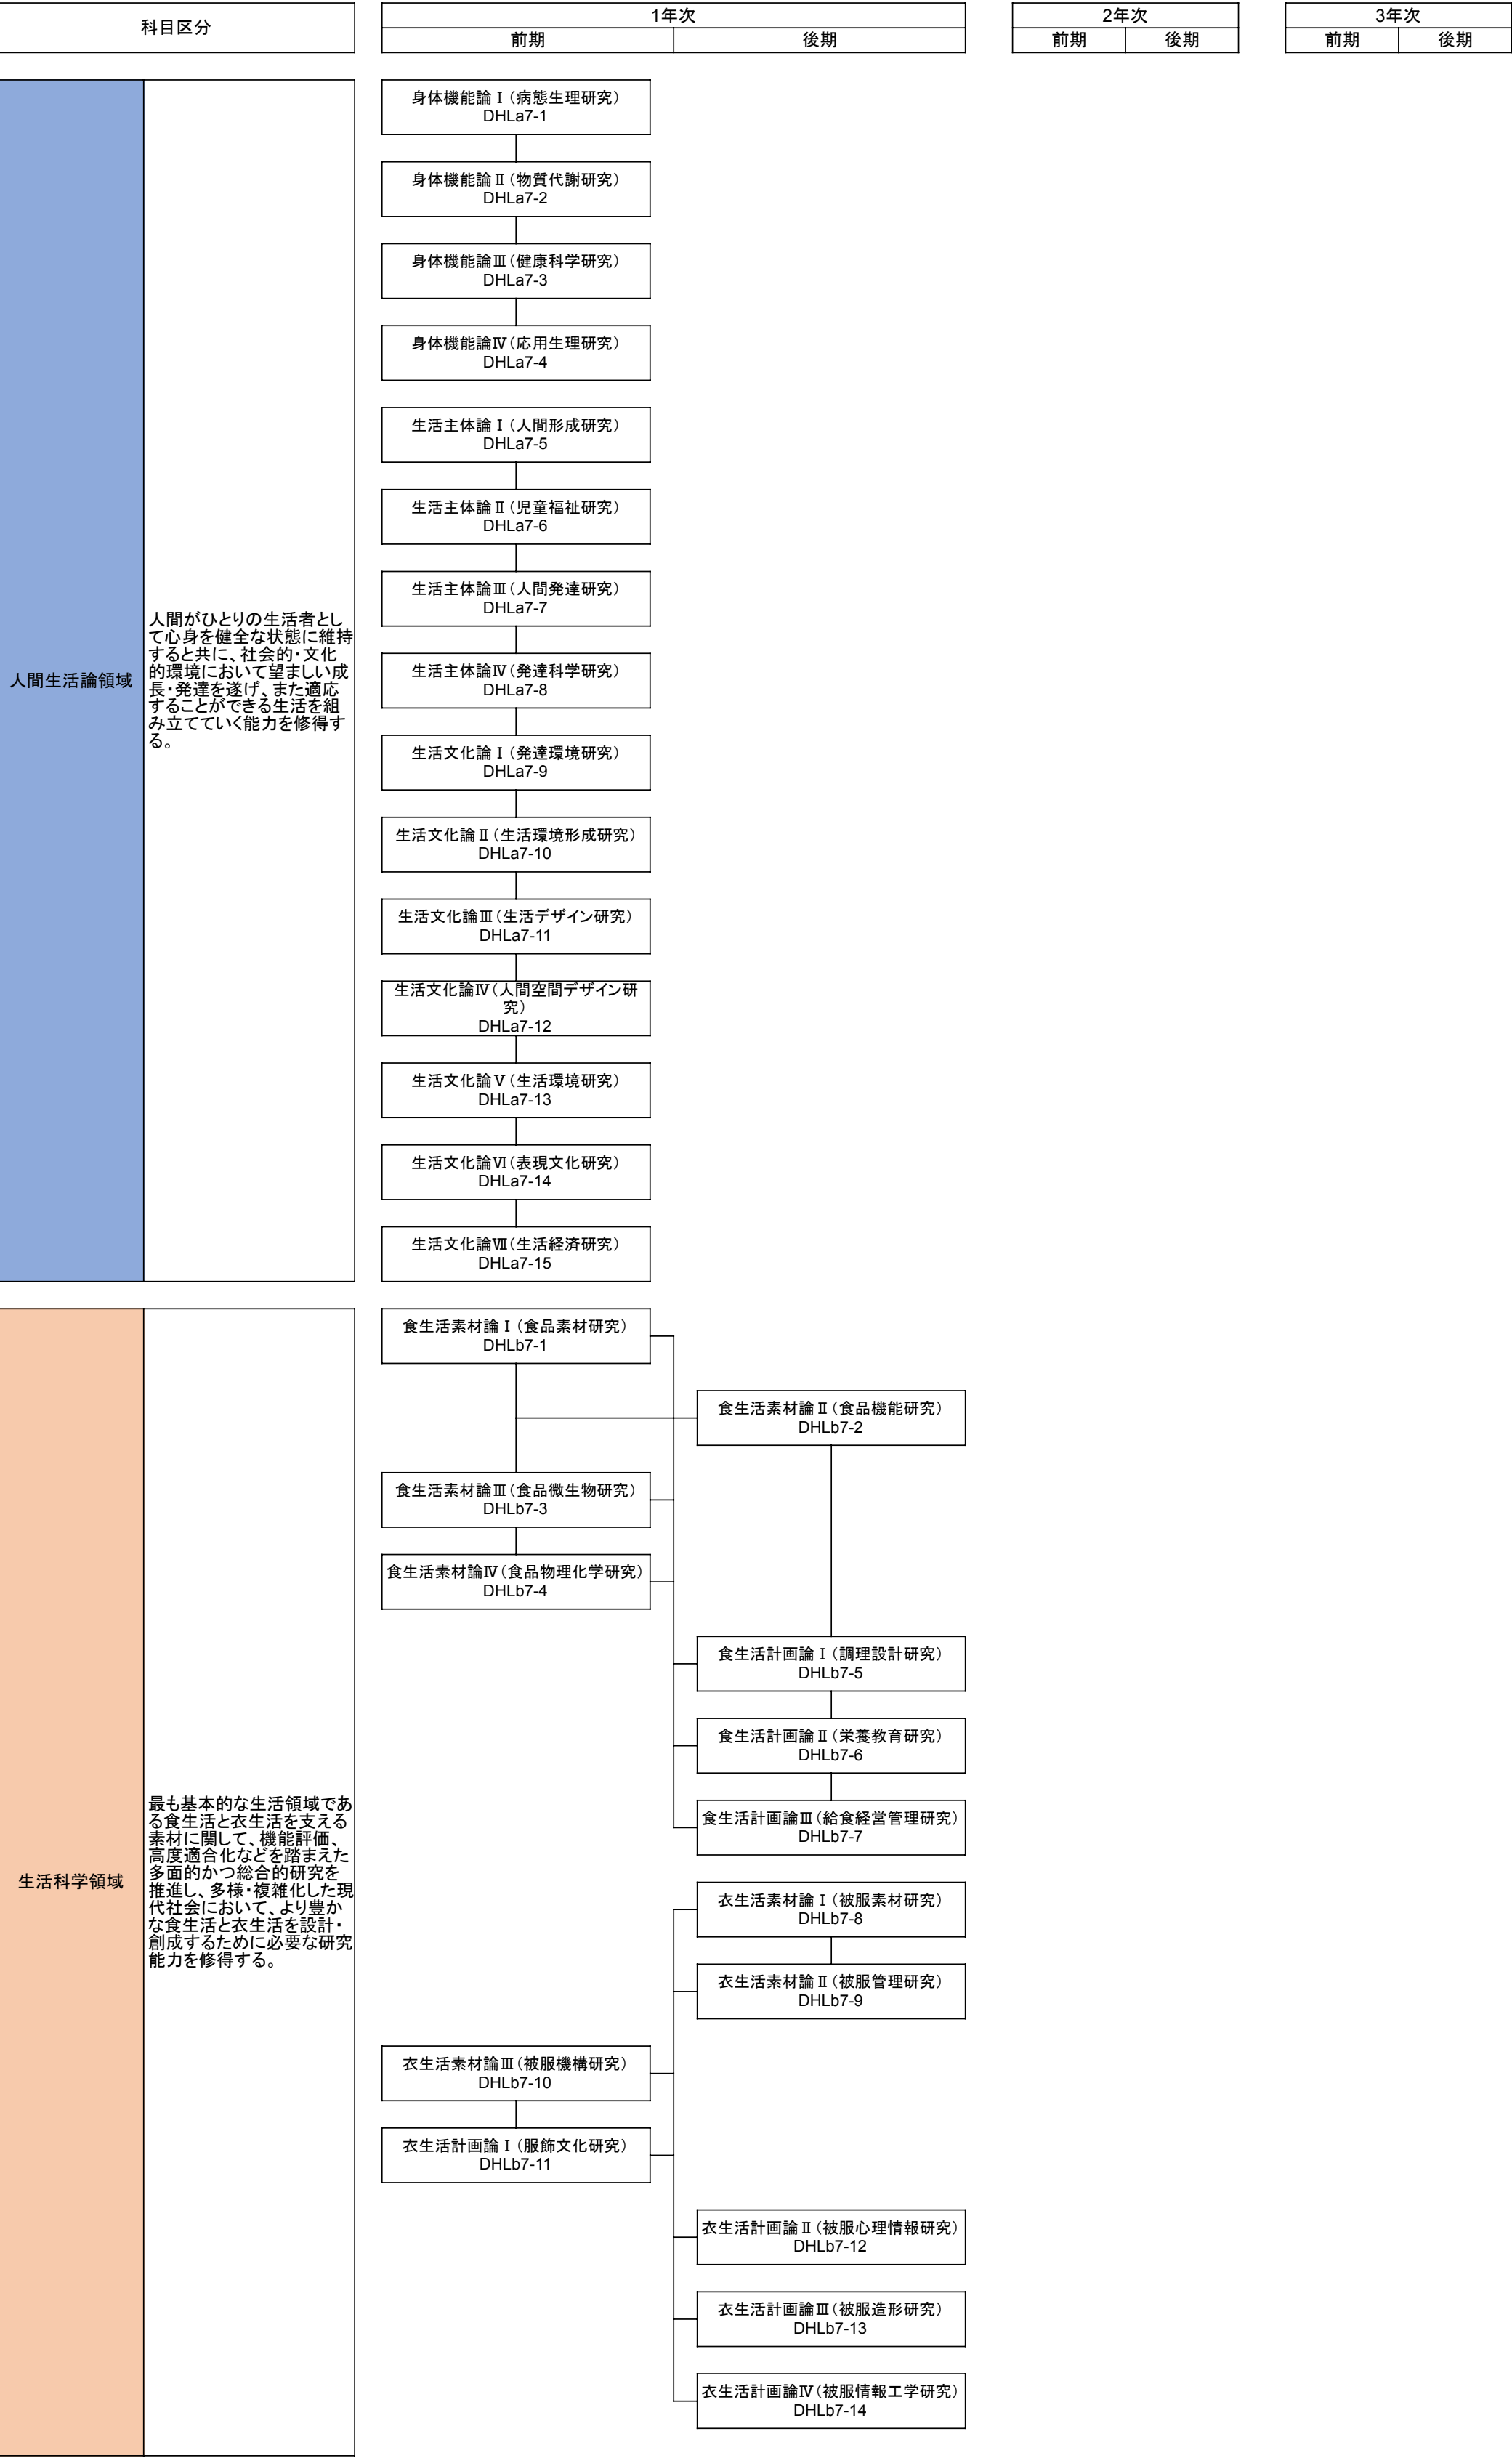 科目区分
1年次
前期
後期
2年次
前期
後期
3年次
前期
後期
人間生活論領域
人間がひとりの生活者とし
て心身を健全な状態に維持
すると共に、社会的・文化
的環境において望ましい成
長・発達を遂げ、また適応
することができる生活を組
み立てていく能力を修得す
る。
身体機能論Ⅰ（病態生理研究）
DHLa7-1
身体機能論Ⅱ（物質代謝研究）
DHLa7-2
身体機能論Ⅲ（健康科学研究）
DHLa7-3
身体機能論Ⅳ（応用生理研究）
DHLa7-4
生活主体論Ⅰ（人間形成研究）
DHLa7-5
生活主体論Ⅱ（児童福祉研究）
DHLa7-6
生活主体論Ⅲ（人間発達研究）
DHLa7-7
生活主体論Ⅳ（発達科学研究）
DHLa7-8
生活文化論Ⅰ（発達環境研究）
DHLa7-9
生活文化論Ⅱ（生活環境形成研究）
DHLa7-10
生活文化論Ⅲ（生活デザイン研究）
DHLa7-11
生活文化論Ⅳ（人間空間デザイン研
究）
DHLa7-12
生活文化論Ⅴ（生活環境研究）
DHLa7-13
生活文化論Ⅵ（表現文化研究）
DHLa7-14
生活文化論Ⅶ（生活経済研究）
DHLa7-15
生活科学領域
最も基本的な生活領域であ
る食生活と衣生活を支える
素材に関して、機能評価、
高度適合化などを踏まえた
多面的かつ総合的研究を
推進し、多様・複雑化した現
代社会において、より豊か
な食生活と衣生活を設計・
創成するために必要な研究
能力を修得する。
食生活素材論Ⅰ（食品素材研究）
DHLb7-1
食生活素材論Ⅱ（食品機能研究）
DHLb7-2
食生活素材論Ⅲ（食品微生物研究）
DHLb7-3
食生活素材論Ⅳ（食品物理化学研究）
DHLb7-4
食生活計画論Ⅰ（調理設計研究）
DHLb7-5
食生活計画論Ⅱ（栄養教育研究）
DHLb7-6
食生活計画論Ⅲ（給食経営管理研究）
DHLb7-7
衣生活素材論Ⅰ（被服素材研究）
DHLb7-8
衣生活素材論Ⅱ（被服管理研究）
DHLb7-9
衣生活素材論Ⅲ（被服機構研究）
DHLb7-10
衣生活計画論Ⅰ（服飾文化研究）
DHLb7-11
衣生活計画論Ⅱ（被服心理情報研究）
DHLb7-12
衣生活計画論Ⅲ（被服造形研究）
DHLb7-13
衣生活計画論Ⅳ（被服情報工学研究）
DHLb7-14